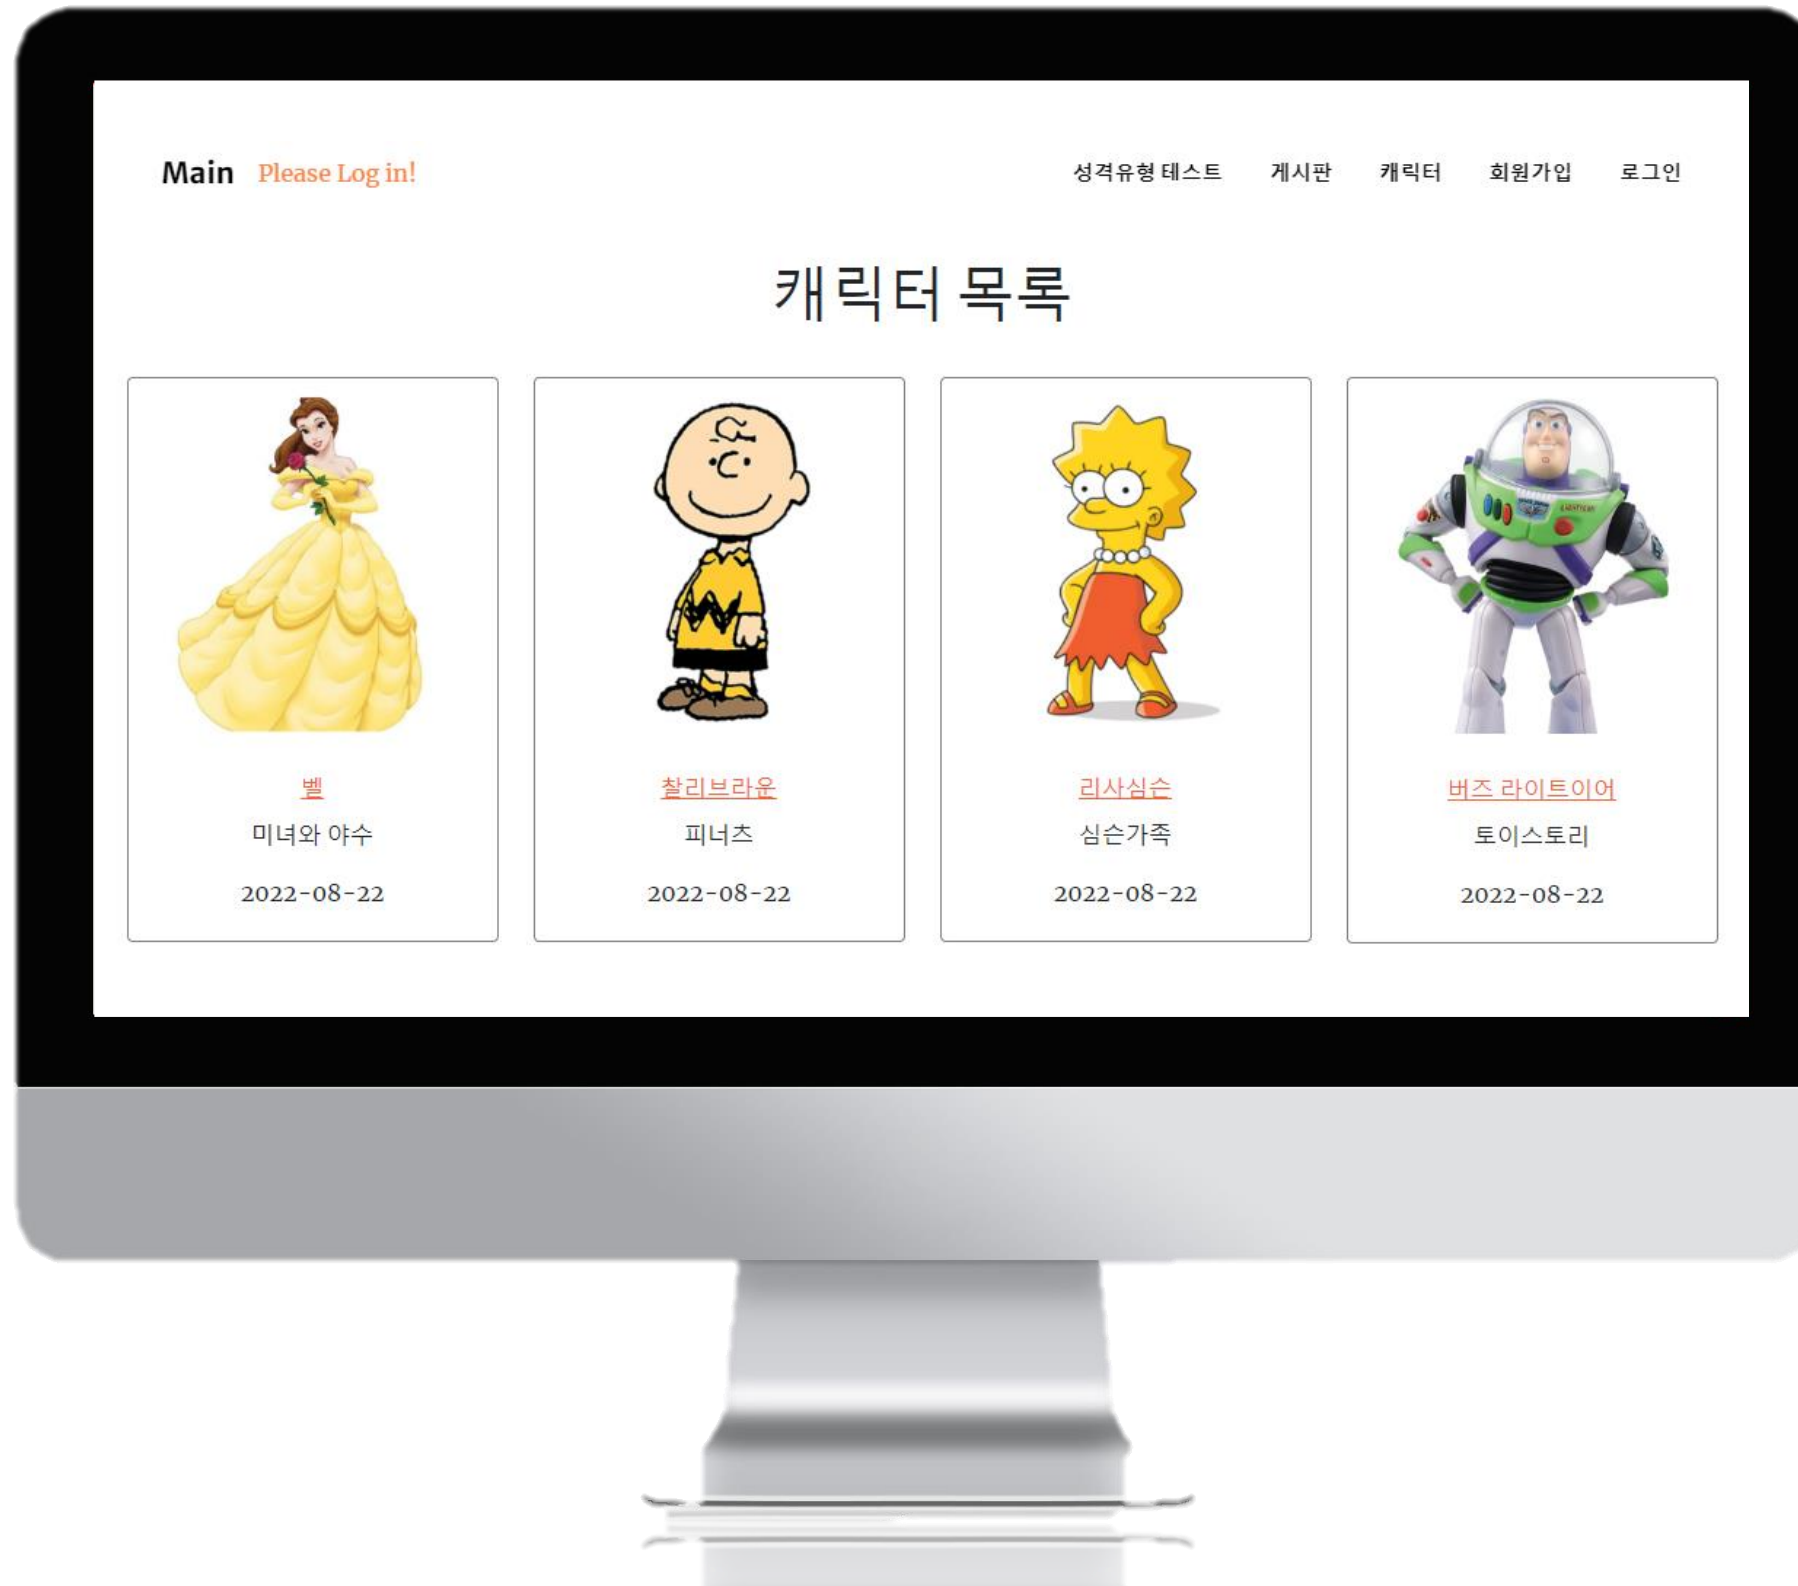 Main Please Log in! 성격유형 테스트 게시판 캐릭터 회원가입 로그인
캐릭터 목록
벨
미녀와 야수
2022-08-22
찰리브라운
피너츠
2022-08-22
리사심슨
심슨가족
2022-08-22
버즈 라이트이어
토이스토리
2022-08-22